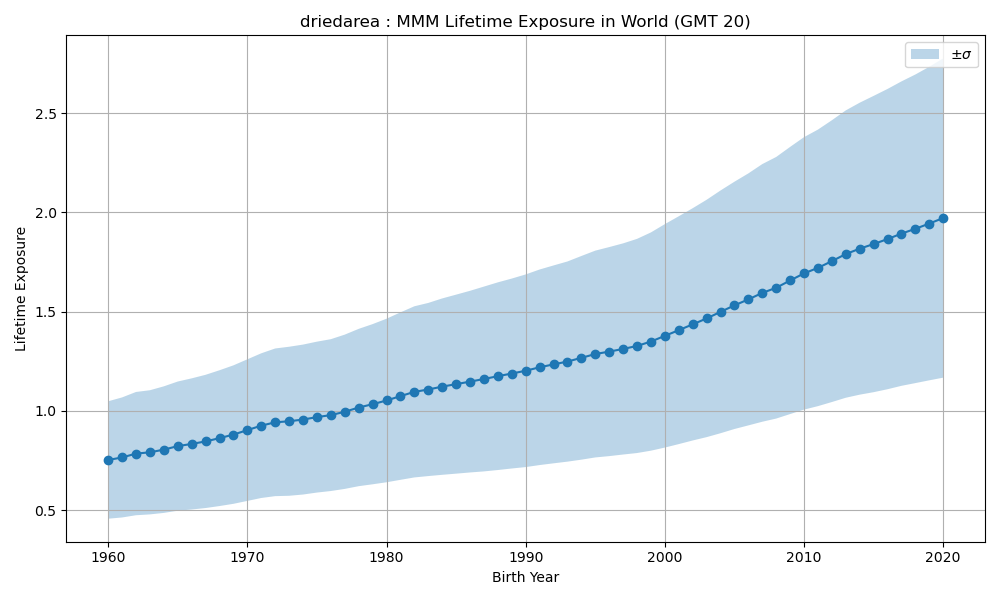 driedarea : MMM Lifetime Exposure in World (GMT 20)
±σ
Lifetime Exposure
2.5
2.0
1.5
1.0
0.5
1960 1970 1980 1990 2000 2010 2020
Birth Year